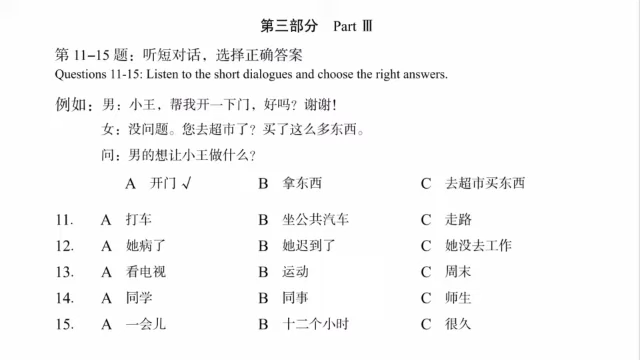 第三部分 Part Ⅲ
第 11-15 题：听短对话，选择正确答案
Questions 11-15: Listen to the short dialogues and choose the right answers.
例如：男：小王，帮我开一下门，好吗？谢谢！
女：没问题。您去超市了？买了这么多东西。
问：男的想让小王做什么？
A 开门 √ B 拿东西 C 去超市买东西
11. A 打车 B 坐公共汽车 C 走路
12. A 她病了 B 她迟到了 C 她没去工作
13. A 看电视 B 运动 C 周末
14. A 同学 B 同事 C 师生
15. A 一会儿 B 十二个小时 C 很久